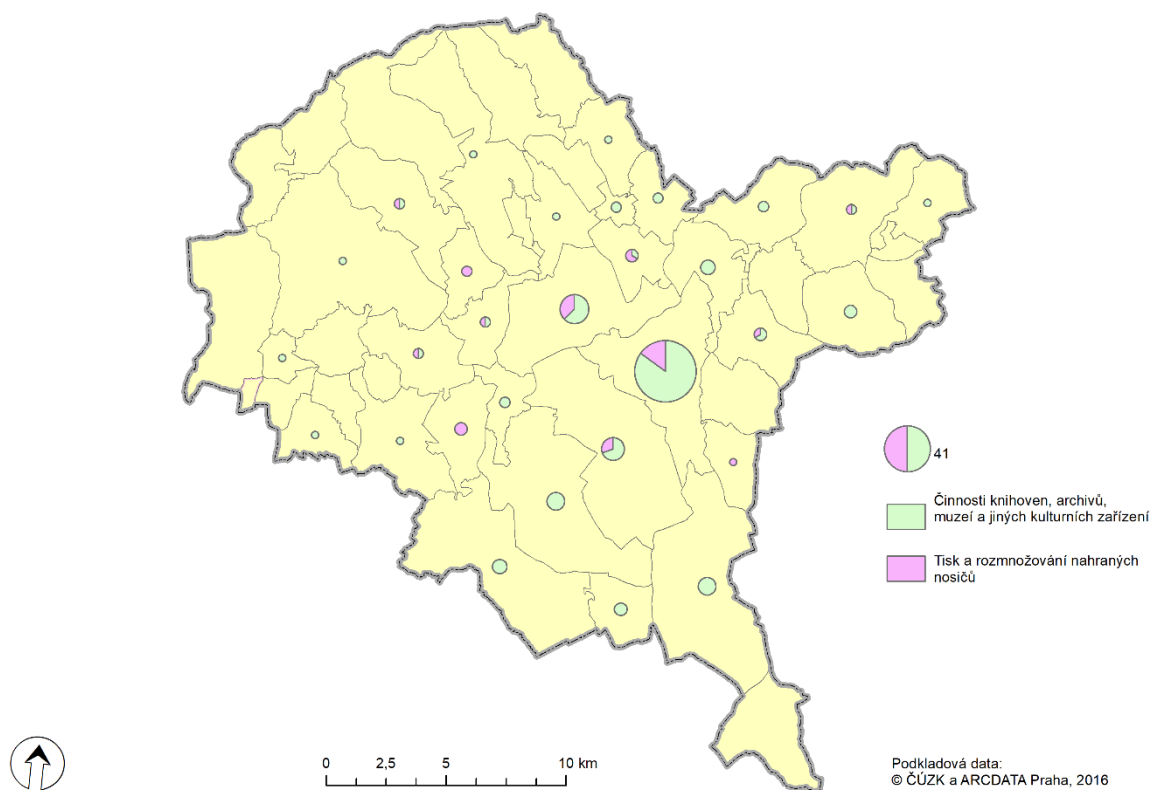 41
Činnosti knihoven, archivů,
muzeí a jiných kulturních zařízení
Tisk a rozmnožování nahraných
nosičů
0 2,5 5 10 km
Podkladová data:
© ČÚZK a ARCDATA Praha, 2016